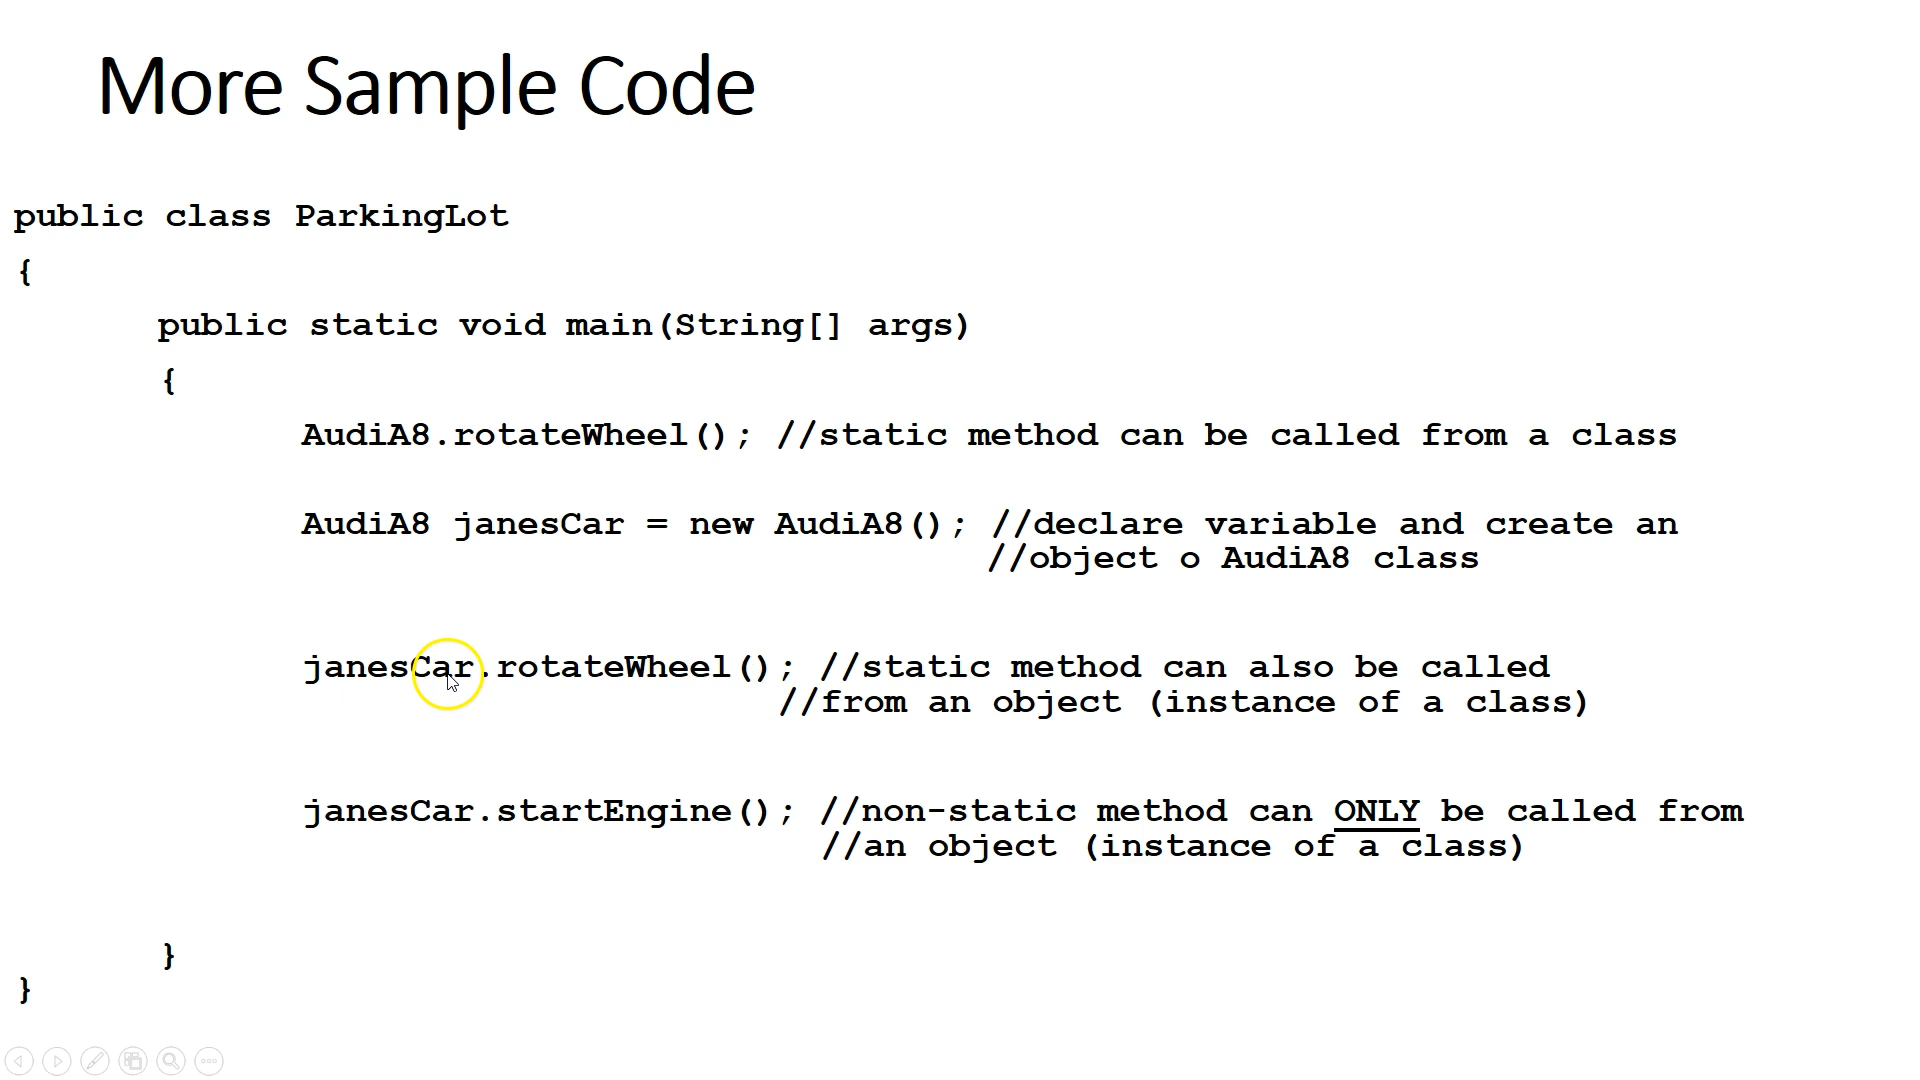 More Sample Code
public class ParkingLot
{
public static void main(String[] args)
{
AudiA8.rotateWheel(); //static method can be called from a class
AudiA8 janesCar = new AudiA8(); //declare variable and create an
//object o AudiA8 class
janesCar.rotateWheel(); //static method can also be called
//from an object (instance of a class)
janesCar.startEngine(); //non-static method can ONLY be called from
//an object (instance of a class)
}
}